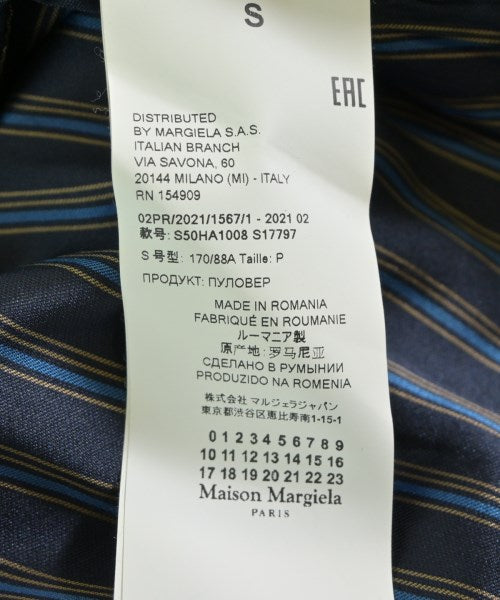 S
EAC
DISTRIBUTED
BY MARGIELA S.A.S.
ITALIAN BRANCH
VIA SAVONA, 60
20144 MILANO (MI) - ITALY
RN 154909
02PR/2021/1567/1 - 2021 02
款号: S50HA1008 S17797
S 号型: 170/88A Taille: P
ПРОДУКТ: ПУЛОВЕР
MADE IN ROMANIA
FABRIQUÉ EN ROUMANIE
ルーマニア製
原产地: 罗马尼亚
СДЕЛАНО В РУМЫНИИ
PRODUZIDO NA ROMENIA
株式会社 マルジェラジャパン
東京都渋谷区恵比寿南1-15-1
0 1 2 3 4 5 6 7 8 9
10 11 12 13 14 15 16
17 18 19 20 21 22 23
Maison Margiela
PARIS